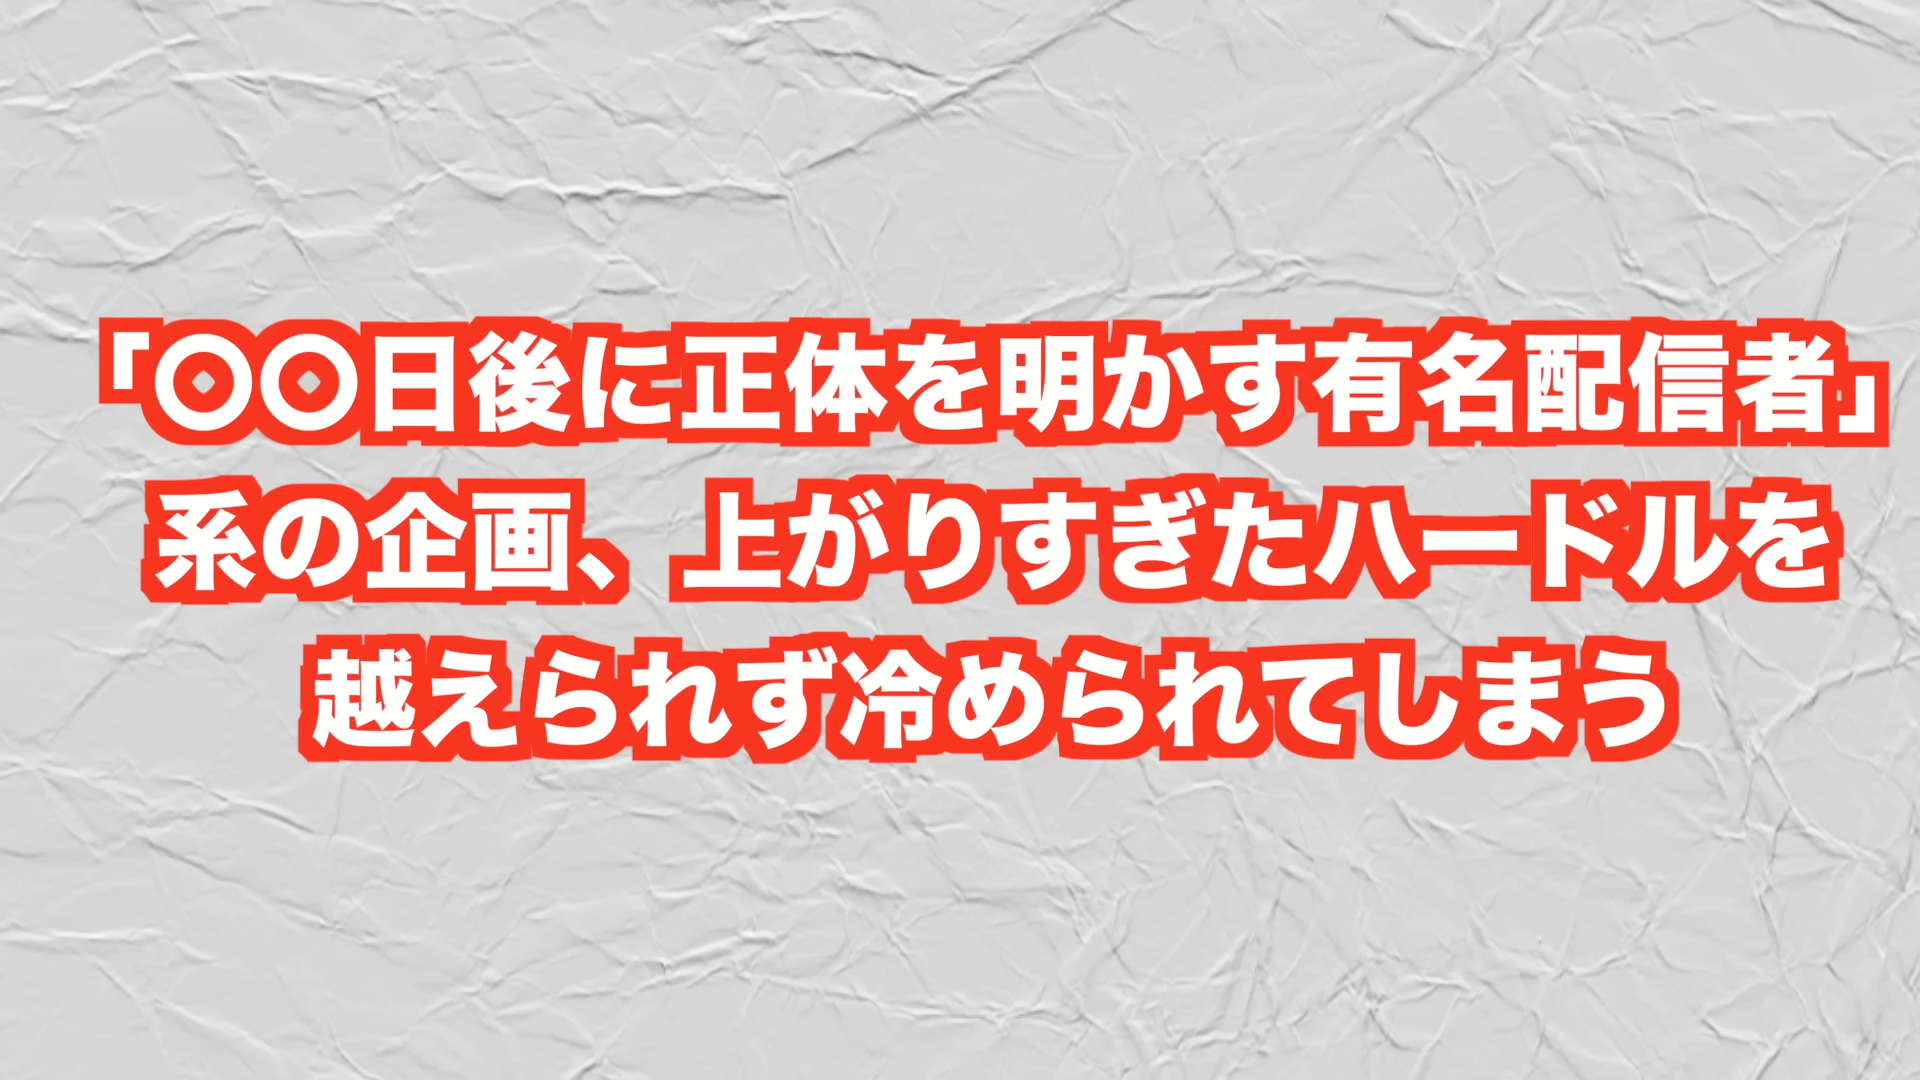 「〇〇日後に正体を明かす有名配信者」
系の企画、上がりすぎたハードルを
越えられず冷められてしまう